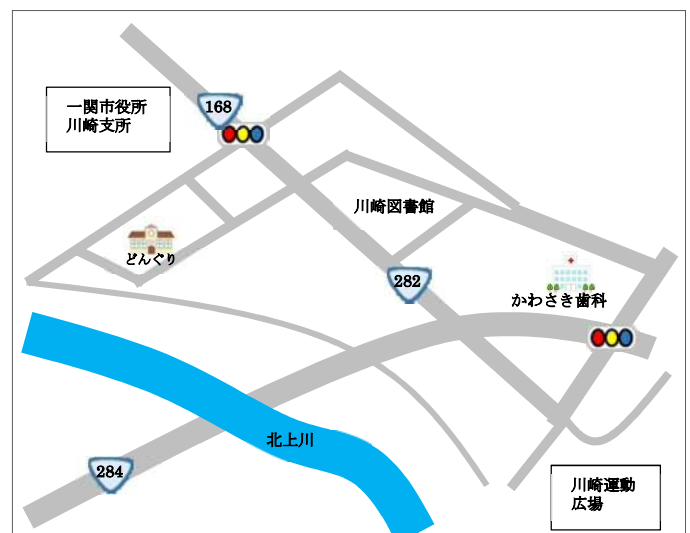 168
一関市役所
川崎支所
川崎図書館
どんぐり
282
かわさき歯科
北上川
284
川崎運動
広場